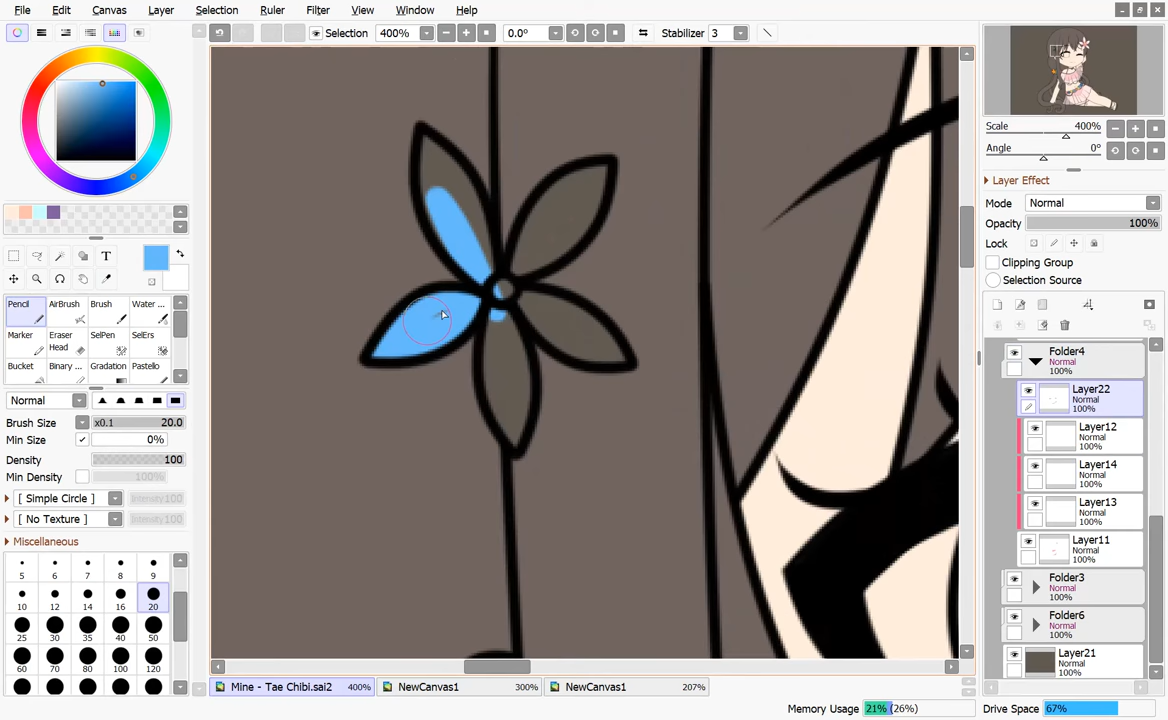 File Edit Canvas Layer Selection Ruler Filter View Window Help
Selection 400% 0.0° Stabilizer 3
T
Pencil AirBrush Brush Water ...
Marker Eraser Head SelPen SelErs
Bucket Binary ... Gradation Pastello
Normal
Brush Size x0.1 20.0
Min Size 0%
Density 100
Min Density 100%
[ Simple Circle ] Intensity 100
[ No Texture ] Intensity 100
Miscellaneous
5 6 7 8 9
10 12 14 16 20
25 30 35 40 50
60 70 80 100 120
Scale 400%
Angle 0°
Layer Effect
Mode Normal
Opacity 100%
Lock
Clipping Group
Selection Source
Folder4
Normal
100%
Layer22
Normal
100%
Layer12
Normal
100%
Layer14
Normal
100%
Layer13
Normal
100%
Layer11
Normal
100%
Folder3
Normal
100%
Folder6
Normal
100%
Layer21
Normal
100%
Mine - Tae Chibi.sai2 400% NewCanvas1 300% NewCanvas1 207%
Memory Usage 21% (26%) Drive Space 67%